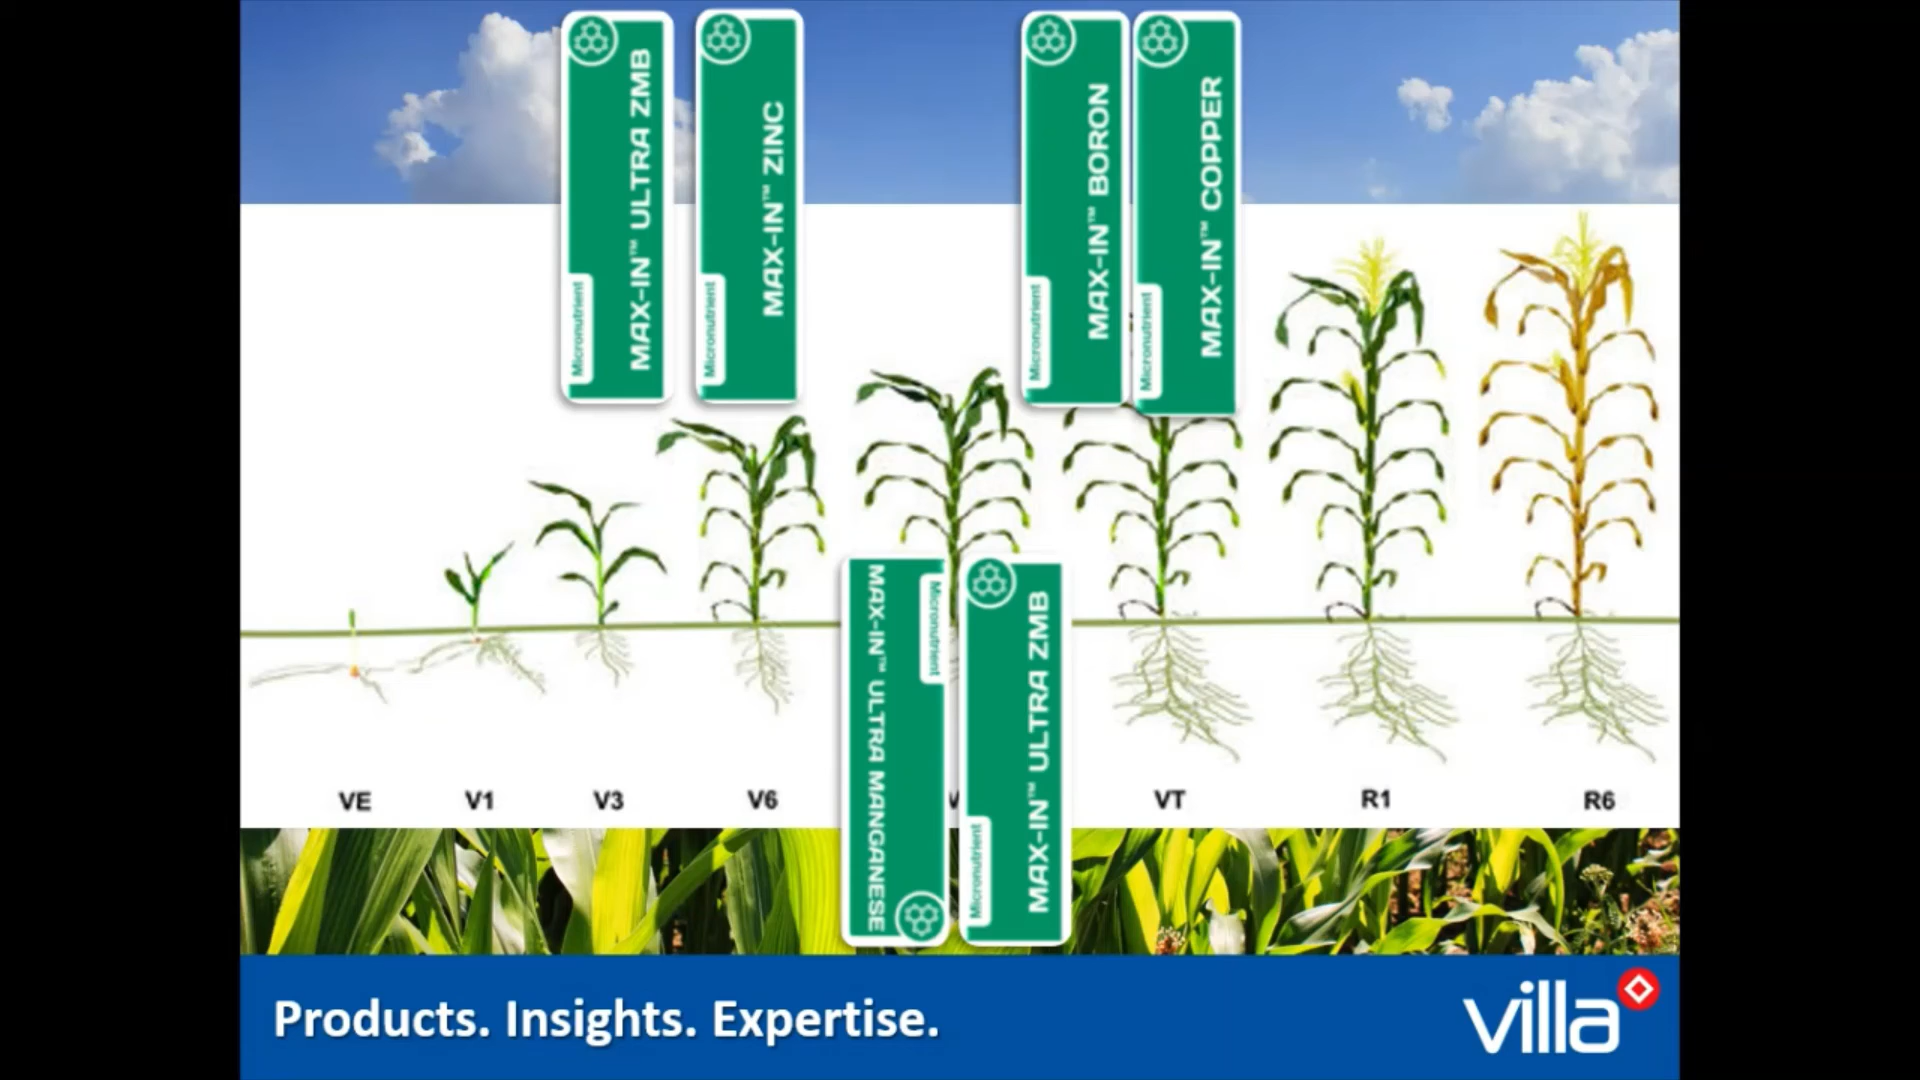 Micronutrient
MAX-IN™ ULTRA ZMB
Micronutrient
MAX-IN™ ZINC
Micronutrient
MAX-IN™ BORON
Micronutrient
MAX-IN™ COPPER
Micronutrient
MAX-IN™ ULTRA MANGANESE
Micronutrient
MAX-IN™ ULTRA ZMB
VE V1 V3 V6 VT R1 R6
Products. Insights. Expertise.
villa